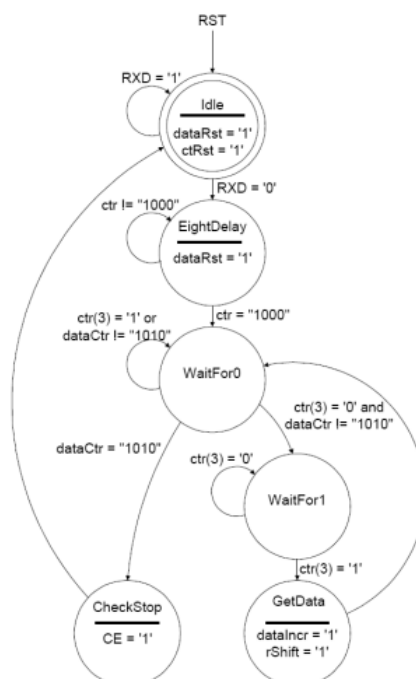 RST
RXD = '1'
Idle
dataRst = '1'
ctRst = '1'
RXD = '0'
ctr != "1000"
EightDelay
dataRst = '1'
ctr = "1000"
ctr(3) = '1' or
dataCtr != "1010"
WaitFor0
ctr(3) = '0' and
dataCtr != "1010"
dataCtr = "1010"
ctr(3) = '0'
WaitFor1
ctr(3) = '1'
CheckStop
CE = '1'
GetData
dataIncr = '1'
rShift = '1'